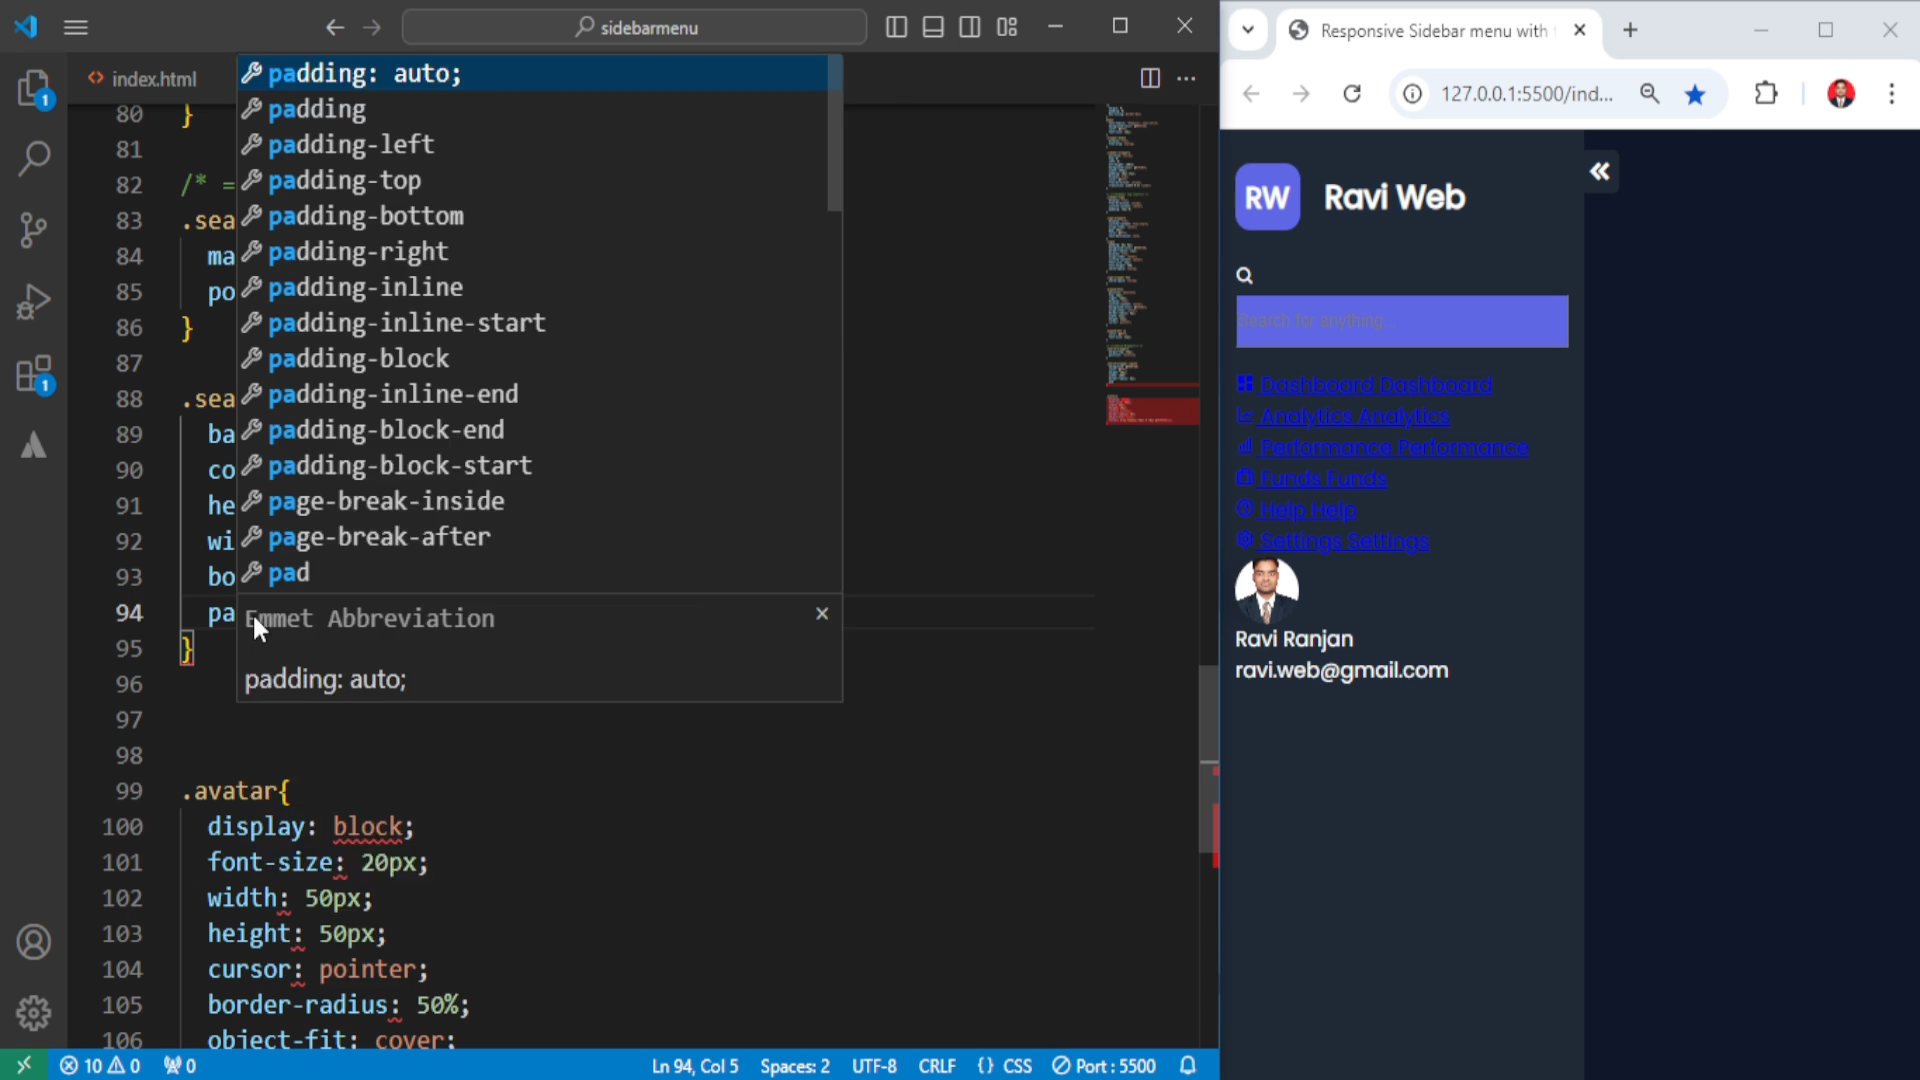 sidebarmenu
index.html
80 }
81
82 /* =
83 .sea
84 ma
85 po
86 }
87
88 .sea
89 ba
90 co
91 he
92 wi
93 bo
94 pa
95 }
96
97
98
99 .avatar{
100 display: block;
101 font-size: 20px;
102 width: 50px;
103 height: 50px;
104 cursor: pointer;
105 border-radius: 50%;
106 object-fit: cover;
padding: auto;
padding
padding-left
padding-top
padding-bottom
padding-right
padding-inline
padding-inline-start
padding-block
padding-inline-end
padding-block-end
padding-block-start
page-break-inside
page-break-after
pad
Emmet Abbreviation
padding: auto;
1
1
10 0 0
Ln 94, Col 5 Spaces: 2 UTF-8 CRLF {} CSS Port : 5500
Responsive Sidebar menu with
127.0.0.1:5500/ind...
RW Ravi Web
Search for anything...
Dashboard Dashboard
Analytics Analytics
Performance Performance
Funds Funds
Help Help
Settings Settings
Ravi Ranjan
ravi.web@gmail.com